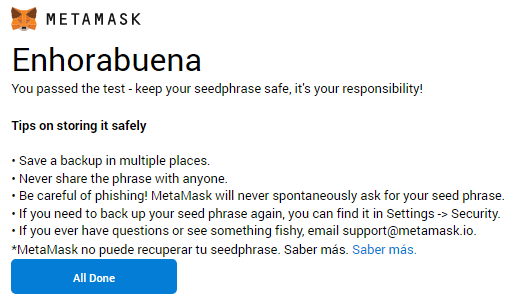 METAMASK
Enhorabuena
You passed the test - keep your seedphrase safe, it's your responsibility!
Tips on storing it safely
• Save a backup in multiple places.
• Never share the phrase with anyone.
• Be careful of phishing! MetaMask will never spontaneously ask for your seed phrase.
• If you need to back up your seed phrase again, you can find it in Settings -> Security.
• If you ever have questions or see something fishy, email support@metamask.io.
*MetaMask no puede recuperar tu seedphrase. Saber más. Saber más.
All Done